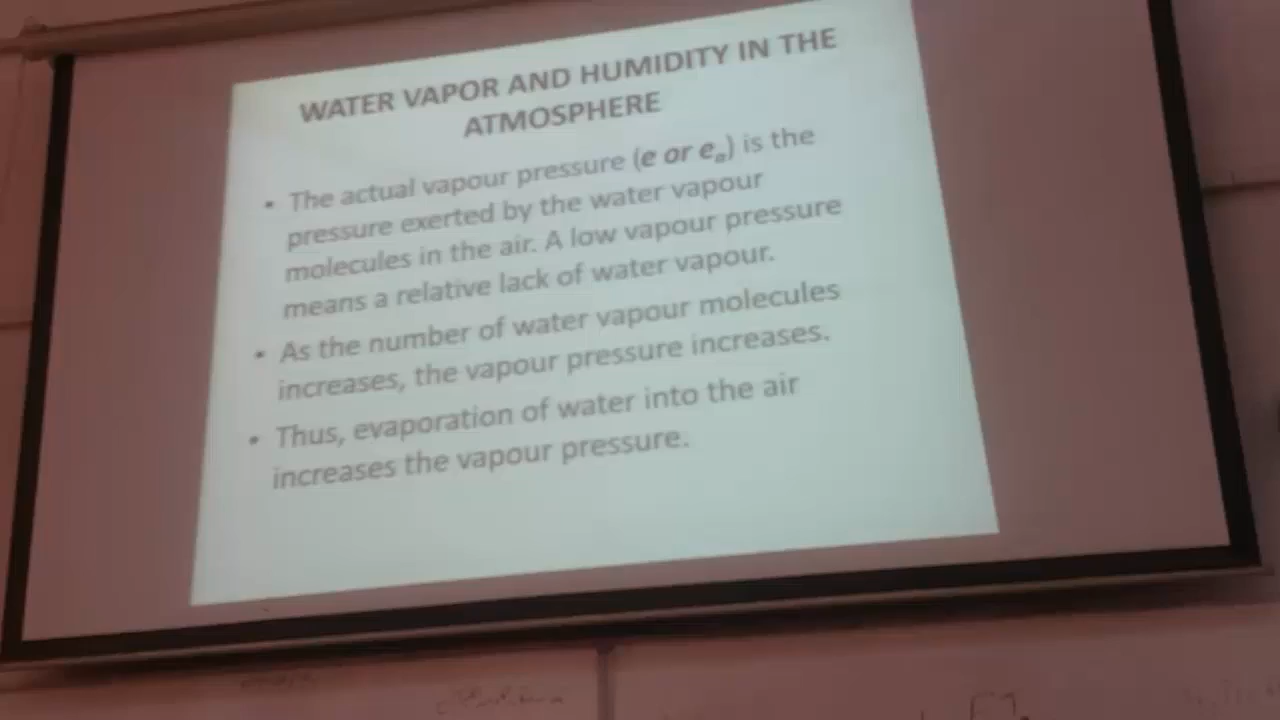 WATER VAPOR AND HUMIDITY IN THE
ATMOSPHERE
• The actual vapour pressure (e or eₐ) is the
pressure exerted by the water vapour
molecules in the air. A low vapour pressure
means a relative lack of water vapour.
• As the number of water vapour molecules
increases, the vapour pressure increases.
• Thus, evaporation of water into the air
increases the vapour pressure.